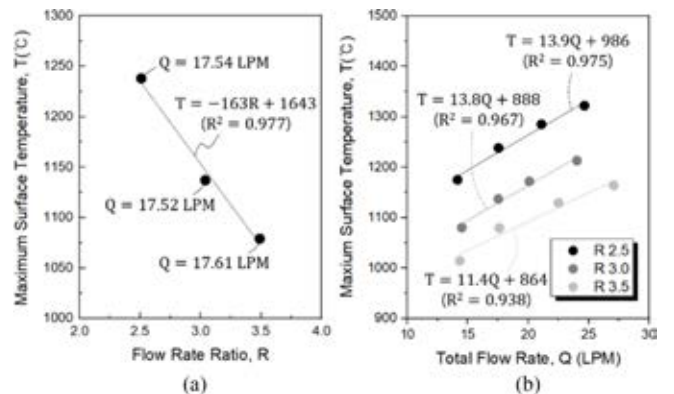 1300
1250
1200
1150
1100
1050
1000
Maximum Surface Temperature, T(℃)
Q = 17.54 LPM
T = −163R + 1643
(R² = 0.977)
Q = 17.52 LPM
Q = 17.61 LPM
2.0 2.5 3.0 3.5 4.0
Flow Rate Ratio, R
(a)
1500
1400
1300
1200
1100
1000
900
Maxium Surface Temperature, T(℃)
T = 13.9Q + 986
(R² = 0.975)
T = 13.8Q + 888
(R² = 0.967)
T = 11.4Q + 864
(R² = 0.938)
R 2.5
R 3.0
R 3.5
10 15 20 25 30
Total Flow Rate, Q (LPM)
(b)